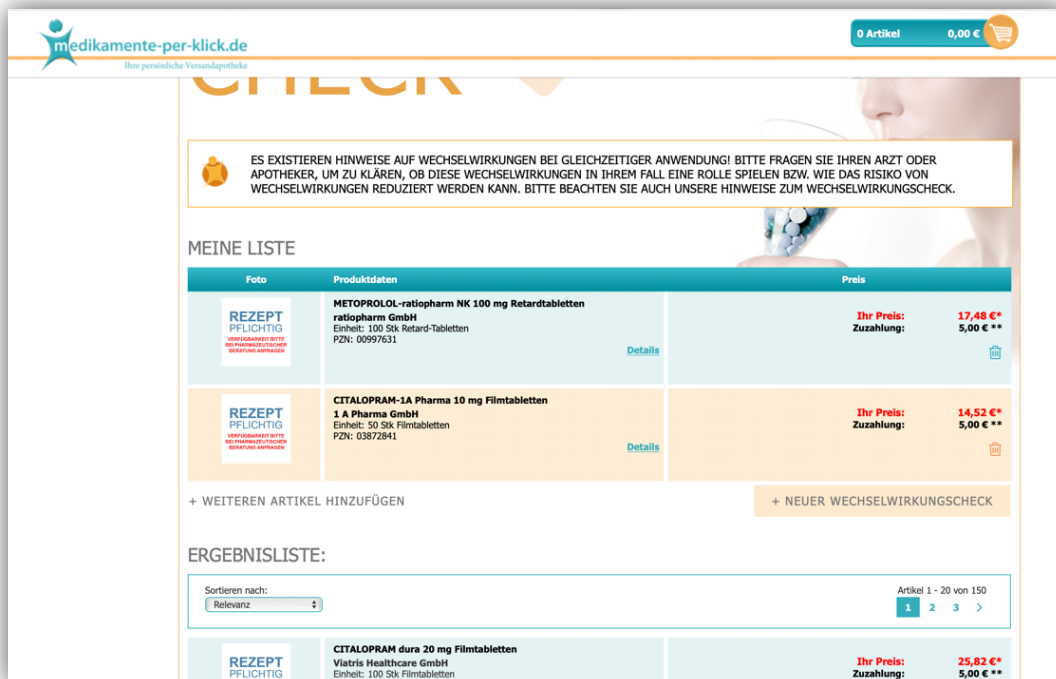 medikamente-per-klick.de
Ihre persönliche Versandapotheke
0 Artikel 0,00 €
CHECK
ES EXISTIEREN HINWEISE AUF WECHSELWIRKUNGEN BEI GLEICHZEITIGER ANWENDUNG! BITTE FRAGEN SIE IHREN ARZT ODER
APOTHEKER, UM ZU KLÄREN, OB DIESE WECHSELWIRKUNGEN IN IHREM FALL EINE ROLLE SPIELEN BZW. WIE DAS RISIKO VON
WECHSELWIRKUNGEN REDUZIERT WERDEN KANN. BITTE BEACHTEN SIE AUCH UNSERE HINWEISE ZUM WECHSELWIRKUNGSCHECK.
MEINE LISTE
Foto Produktdaten Preis
REZEPT
PFLICHTIG
VERFÜGBARKEIT BITTE
BEI PHARMAZEUTISCHER
BERATUNG ANFRAGEN
METOPROLOL-ratiopharm NK 100 mg Retardtabletten
ratiopharm GmbH
Einheit: 100 Stk Retard-Tabletten
PZN: 00997631
Details
Ihr Preis: 17,48 €*
Zuzahlung: 5,00 € **
REZEPT
PFLICHTIG
VERFÜGBARKEIT BITTE
BEI PHARMAZEUTISCHER
BERATUNG ANFRAGEN
CITALOPRAM-1A Pharma 10 mg Filmtabletten
1 A Pharma GmbH
Einheit: 50 Stk Filmtabletten
PZN: 03872841
Details
Ihr Preis: 14,52 €*
Zuzahlung: 5,00 € **
+ WEITEREN ARTIKEL HINZUFÜGEN
+ NEUER WECHSELWIRKUNGSCHECK
ERGEBNISLISTE:
Sortieren nach:
Relevanz
Artikel 1 - 20 von 150
1 2 3 >
REZEPT
PFLICHTIG
CITALOPRAM dura 20 mg Filmtabletten
Viatris Healthcare GmbH
Einheit: 100 Stk Filmtabletten
Ihr Preis: 25,82 €*
Zuzahlung: 5,00 € **